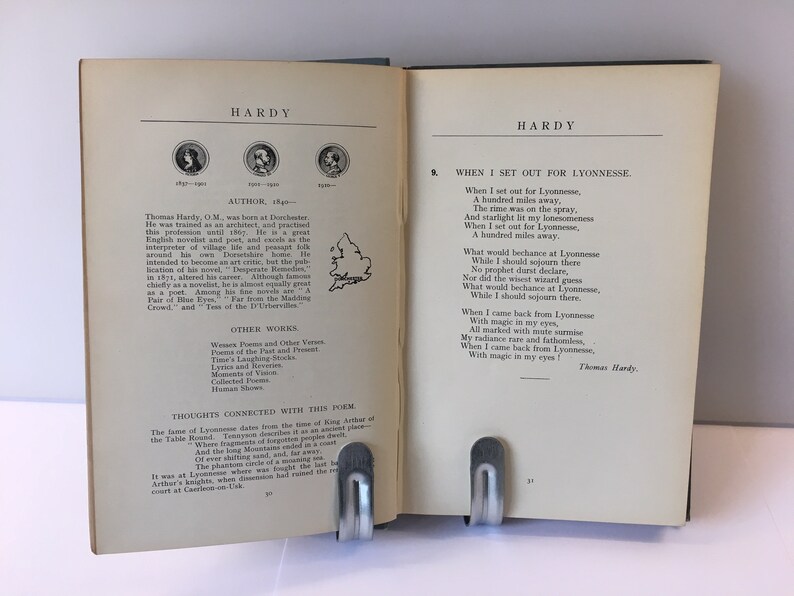 HARDY
1837—1901
1901—1910
1910—
AUTHOR, 1840—
Thomas Hardy, O.M., was born at Dorchester.
He was trained as an architect, and practised
this profession until 1867. He is a great
English novelist and poet, and excels as the
interpreter of village life and peasant folk
around his own Dorsetshire home. He
intended to become an art critic, but the pub-
lication of his novel, "Desperate Remedies,"
in 1871, altered his career. Although famous
chiefly as a novelist, he is almost equally great
as a poet. Among his fine novels are "A
Pair of Blue Eyes," "Far from the Madding
Crowd," and "Tess of the D'Urbervilles."
DORCHESTER
OTHER WORKS.
Wessex Poems and Other Verses.
Poems of the Past and Present.
Time's Laughing-Stocks.
Lyrics and Reveries.
Moments of Vision.
Collected Poems.
Human Shows.
THOUGHTS CONNECTED WITH THIS POEM.
The fame of Lyonnesse dates from the time of King Arthur of
the Table Round. Tennyson describes it as an ancient place—
"Where fragments of forgotten peoples dwelt,
And the long Mountains ended in a coast
Of ever shifting sand, and, far away,
The phantom circle of a moaning sea.
It was at Lyonnesse where was fought the last
Arthur's knights, when dissension had ruined the
court at Caerleon-on-Usk.
30
HARDY
9. WHEN I SET OUT FOR LYONNESSE.
When I set out for Lyonnesse,
A hundred miles away,
The rime was on the spray,
And starlight lit my lonesomeness
When I set out for Lyonnesse,
A hundred miles away.
What would bechance at Lyonnesse
While I should sojourn there
No prophet durst declare,
Nor did the wisest wizard guess
What would bechance at Lyonnesse,
While I should sojourn there.
When I came back from Lyonnesse
With magic in my eyes,
All marked with mute surmise
My radiance rare and fathomless,
When I came back from Lyonnesse,
With magic in my eyes!
Thomas Hardy.
31